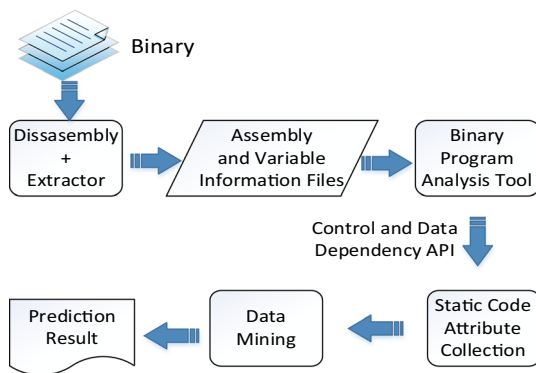 Binary
Dissasembly
+
Extractor
Assembly
and Variable
Information Files
Binary
Program
Analysis Tool
Control and Data
Dependency API
Static Code
Attribute
Collection
Data
Mining
Prediction
Result